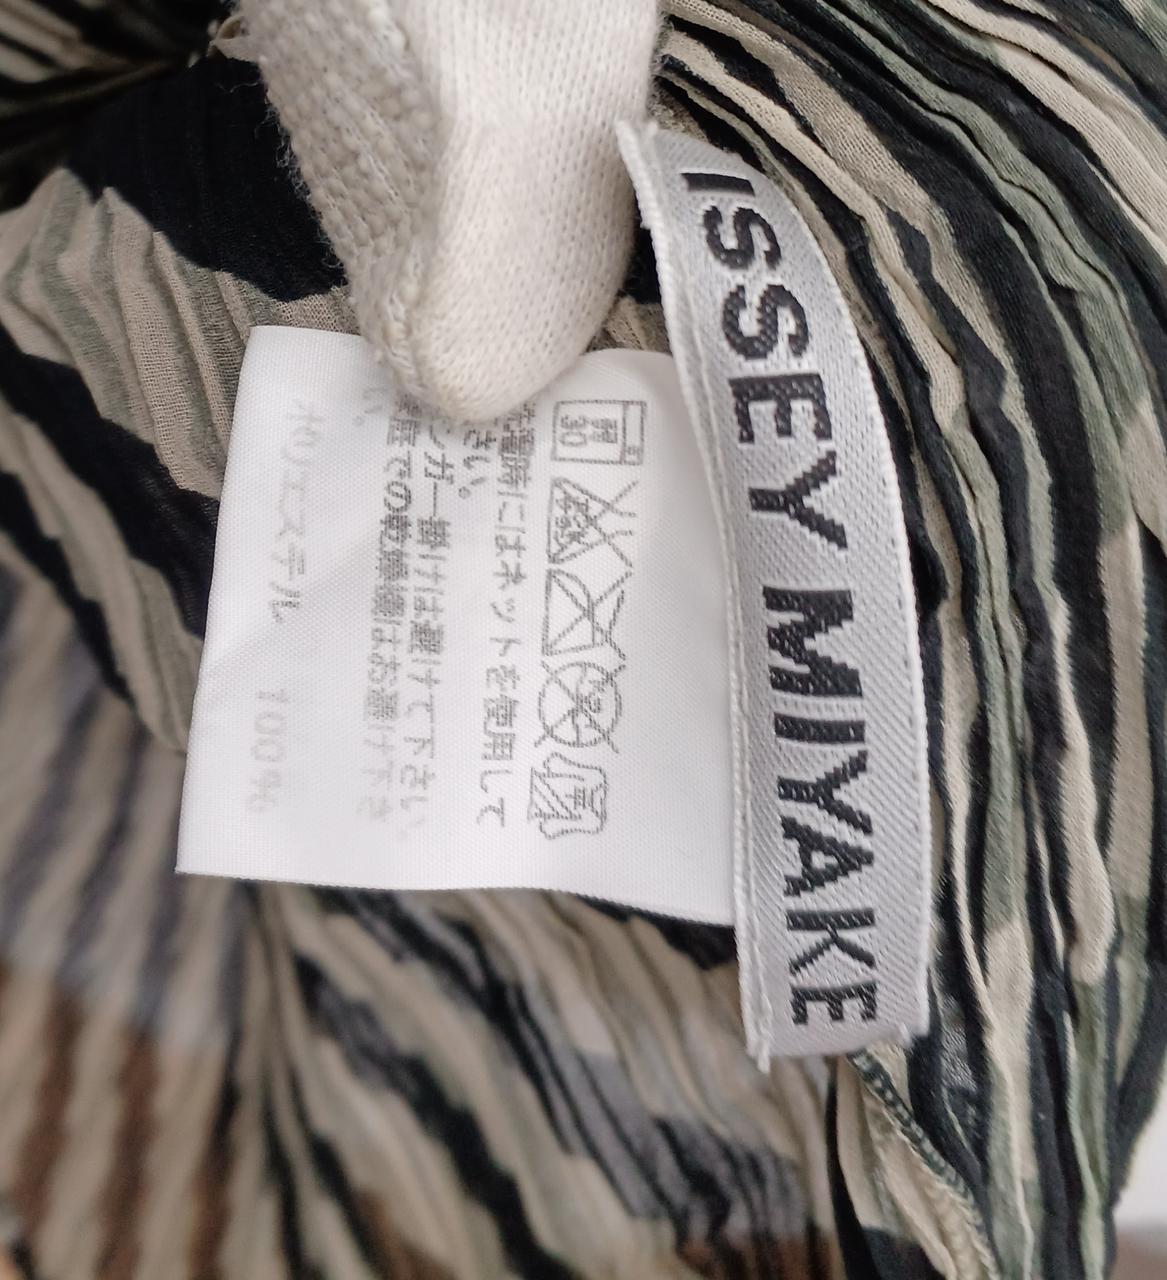 ISSEY MIYAKE
30
洗濯時にはネットを使用して
さい。
ンガー掛けは避けて下さい。
家庭での乾燥機はお避け下さ
い。
ポリエステル 100%